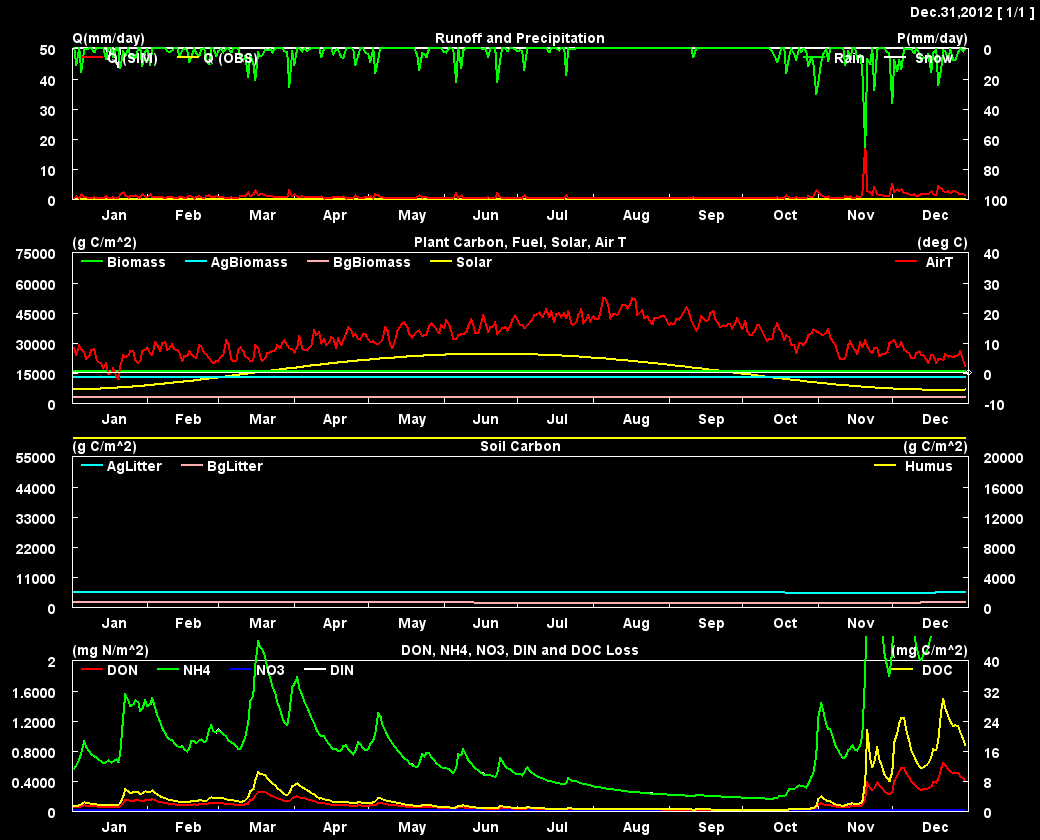 Dec.31,2012 [ 1/1 ]
Q(mm/day) Runoff and Precipitation P(mm/day)
50 0
Q (SIM) Q (OBS) Rain Snow
40 20
30 40
20 60
10 80
0 100
Jan Feb Mar Apr May Jun Jul Aug Sep Oct Nov Dec
(g C/m^2) Plant Carbon, Fuel, Solar, Air T (deg C)
75000 40
Biomass AgBiomass BgBiomass Solar AirT
60000 30
45000 20
30000 10
15000 0
0 -10
Jan Feb Mar Apr May Jun Jul Aug Sep Oct Nov Dec
(g C/m^2) Soil Carbon (g C/m^2)
55000 20000
AgLitter BgLitter Humus
44000 16000
33000 12000
22000 8000
11000 4000
0 0
Jan Feb Mar Apr May Jun Jul Aug Sep Oct Nov Dec
(mg N/m^2) DON, NH4, NO3, DIN and DOC Loss (mg C/m^2)
2 40
DON NH4 NO3 DIN DOC
1.6000 32
1.2000 24
0.8000 16
0.4000 8
0 0
Jan Feb Mar Apr May Jun Jul Aug Sep Oct Nov Dec